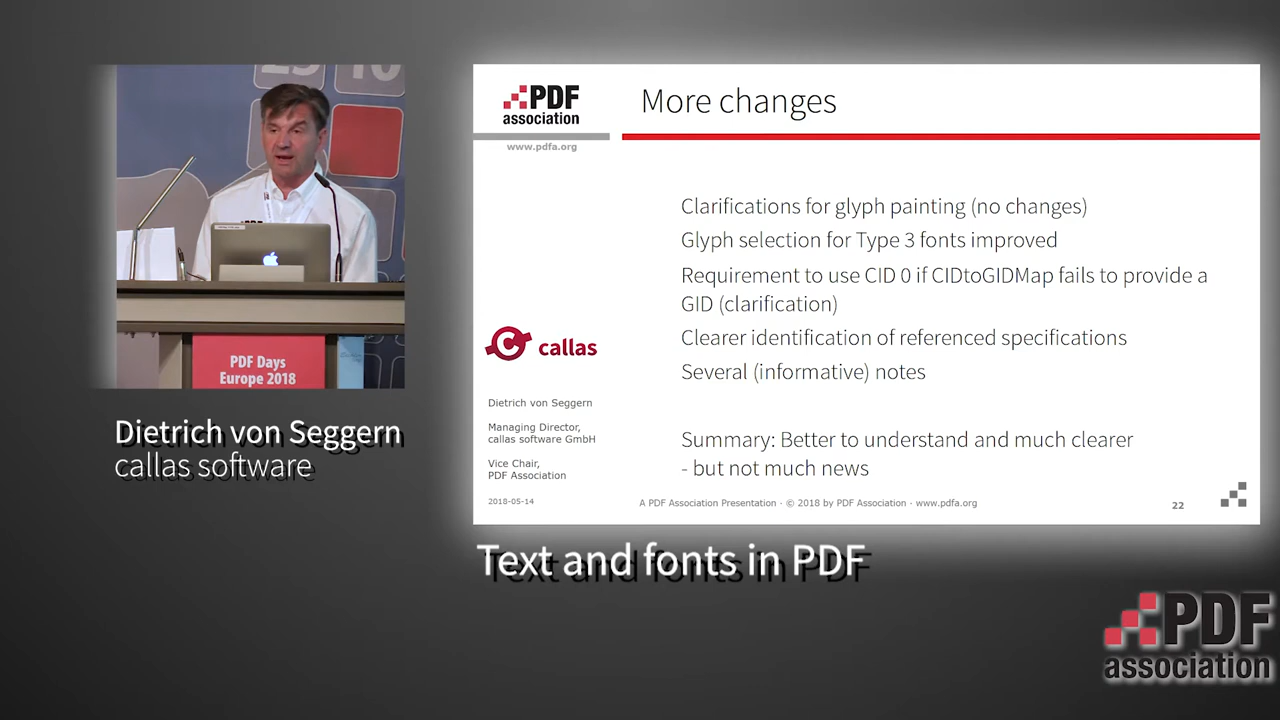 PDF Days
Europe 2018
Dietrich von Seggern
callas software
PDF
association
www.pdfa.org
More changes
Clarifications for glyph painting (no changes)
Glyph selection for Type 3 fonts improved
Requirement to use CID 0 if CIDtoGIDMap fails to provide a
GID (clarification)
Clearer identification of referenced specifications
Several (informative) notes
Summary: Better to understand and much clearer
- but not much news
callas
Dietrich von Seggern
Managing Director,
callas software GmbH
Vice Chair,
PDF Association
2018-05-14
A PDF Association Presentation · © 2018 by PDF Association · www.pdfa.org
22
Text and fonts in PDF
PDF
association